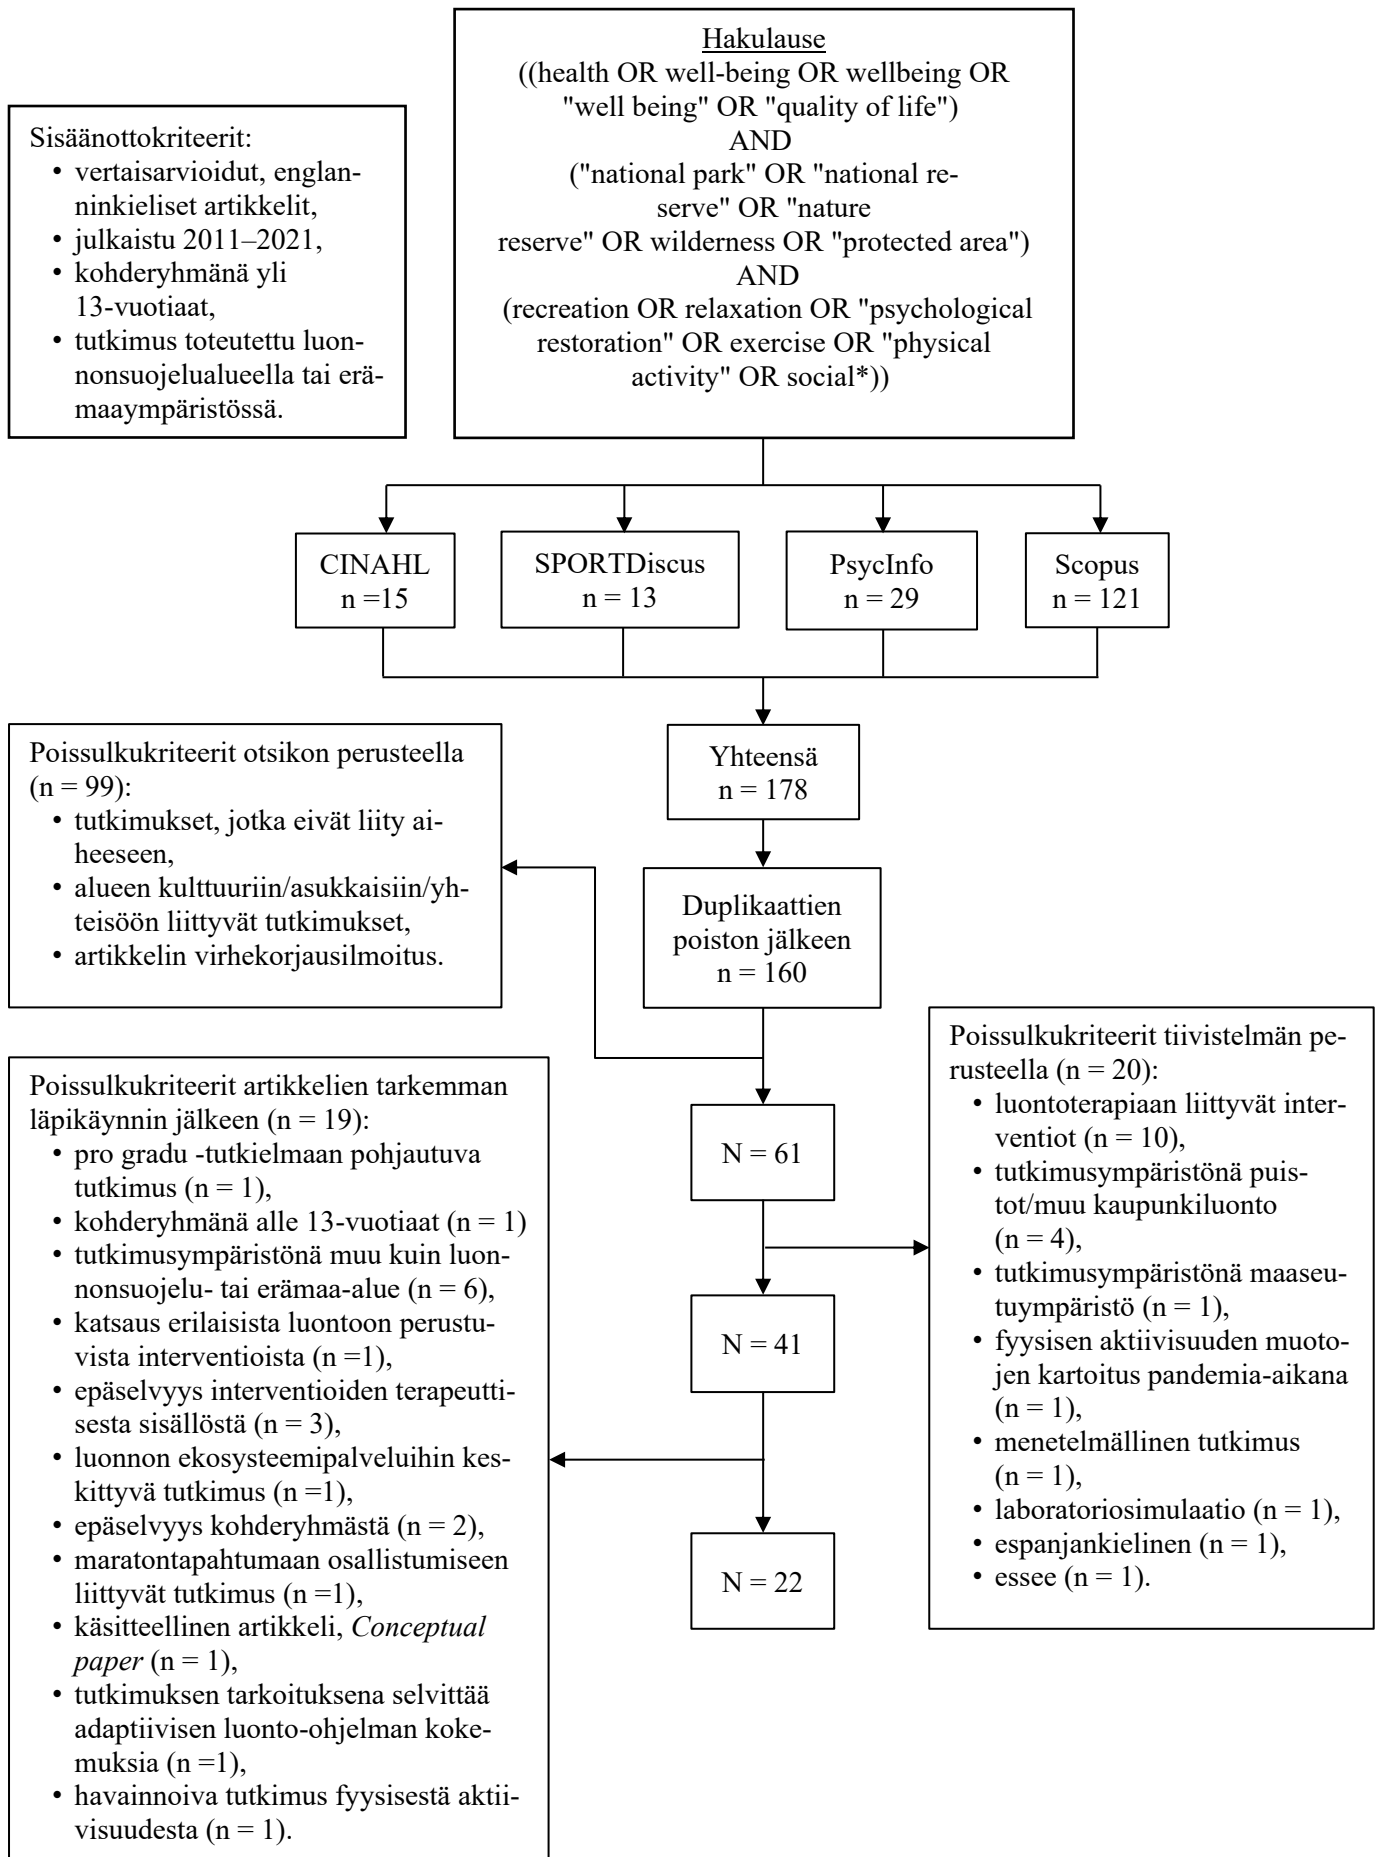 Hakulause
((health OR well-being OR wellbeing OR
"well being" OR "quality of life")
AND
("national park" OR "national re-
serve" OR "nature
reserve" OR wilderness OR "protected area")
AND
(recreation OR relaxation OR "psychological
restoration" OR exercise OR "physical
activity" OR social*))
Sisäänottokriteerit:
• vertaisarvioidut, englan-
ninkieliset artikkelit,
• julkaistu 2011–2021,
• kohderyhmänä yli
13-vuotiaat,
• tutkimus toteutettu luon-
nonsuojelualueella tai erä-
maaympäristössä.
CINAHL
n =15
SPORTDiscus
n = 13
PsycInfo
n = 29
Scopus
n = 121
Yhteensä
n = 178
Poissulkukriteerit otsikon perusteella
(n = 99):
• tutkimukset, jotka eivät liity ai-
heeseen,
• alueen kulttuuriin/asukkaisiin/yh-
teisöön liittyvät tutkimukset,
• artikkelin virhekorjausilmoitus.
Duplikaattien
poiston jälkeen
n = 160
N = 61
Poissulkukriteerit tiivistelmän pe-
rusteella (n = 20):
• luontoterapiaan liittyvät inter-
ventiot (n = 10),
• tutkimusympäristönä puis-
tot/muu kaupunkiluonto
(n = 4),
• tutkimusympäristönä maaseu-
tuympäristö (n = 1),
• fyysisen aktiivisuuden muoto-
jen kartoitus pandemia-aikana
(n = 1),
• menetelmällinen tutkimus
(n = 1),
• laboratoriosimulaatio (n = 1),
• espanjankielinen (n = 1),
• essee (n = 1).
N = 41
Poissulkukriteerit artikkelien tarkemman
läpikäynnin jälkeen (n = 19):
• pro gradu -tutkielmaan pohjautuva
tutkimus (n = 1),
• kohderyhmänä alle 13-vuotiaat (n = 1)
• tutkimusympäristönä muu kuin luon-
nonsuojelu- tai erämaa-alue (n = 6),
• katsaus erilaisista luontoon perustu-
vista interventioista (n =1),
• epäselvyys interventioiden terapeutti-
sesta sisällöstä (n = 3),
• luonnon ekosysteemipalveluihin kes-
kittyvä tutkimus (n =1),
• epäselvyys kohderyhmästä (n = 2),
• maratontapahtumaan osallistumiseen
liittyvät tutkimus (n =1),
• käsitteellinen artikkeli, Conceptual
paper (n = 1),
• tutkimuksen tarkoituksena selvittää
adaptiivisen luonto-ohjelman koke-
muksia (n =1),
• havainnoiva tutkimus fyysisestä aktii-
visuudesta (n = 1).
N = 22